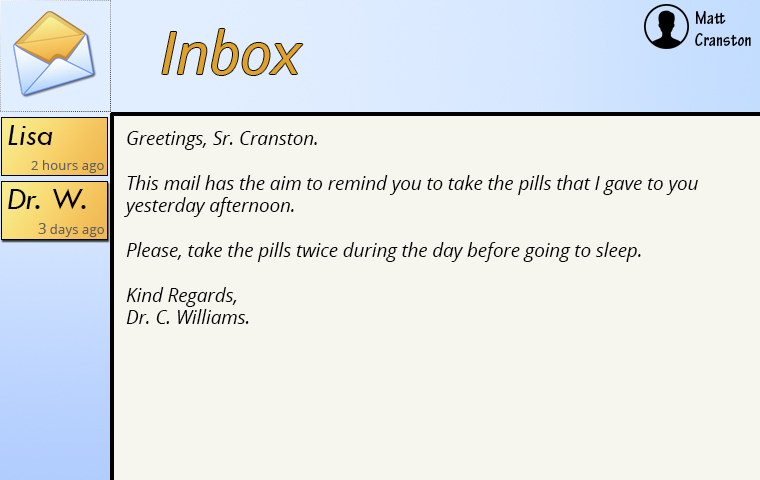 Inbox
Matt
Cranston
Lisa
2 hours ago
Dr. W.
3 days ago
Greetings, Sr. Cranston.
This mail has the aim to remind you to take the pills that I gave to you
yesterday afternoon.
Please, take the pills twice during the day before going to sleep.
Kind Regards,
Dr. C. Williams.